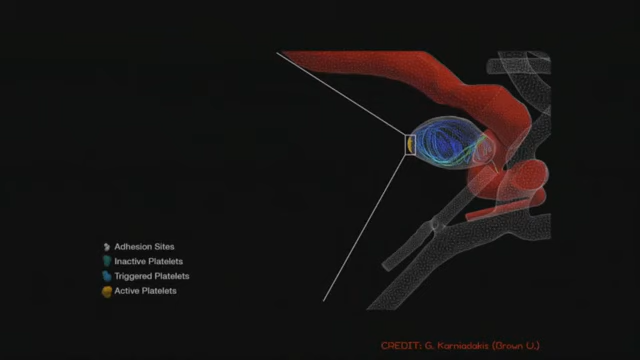 Adhesion Sites
Inactive Platelets
Triggered Platelets
Active Platelets
CREDIT: G. Karniadakis (Brown U.)